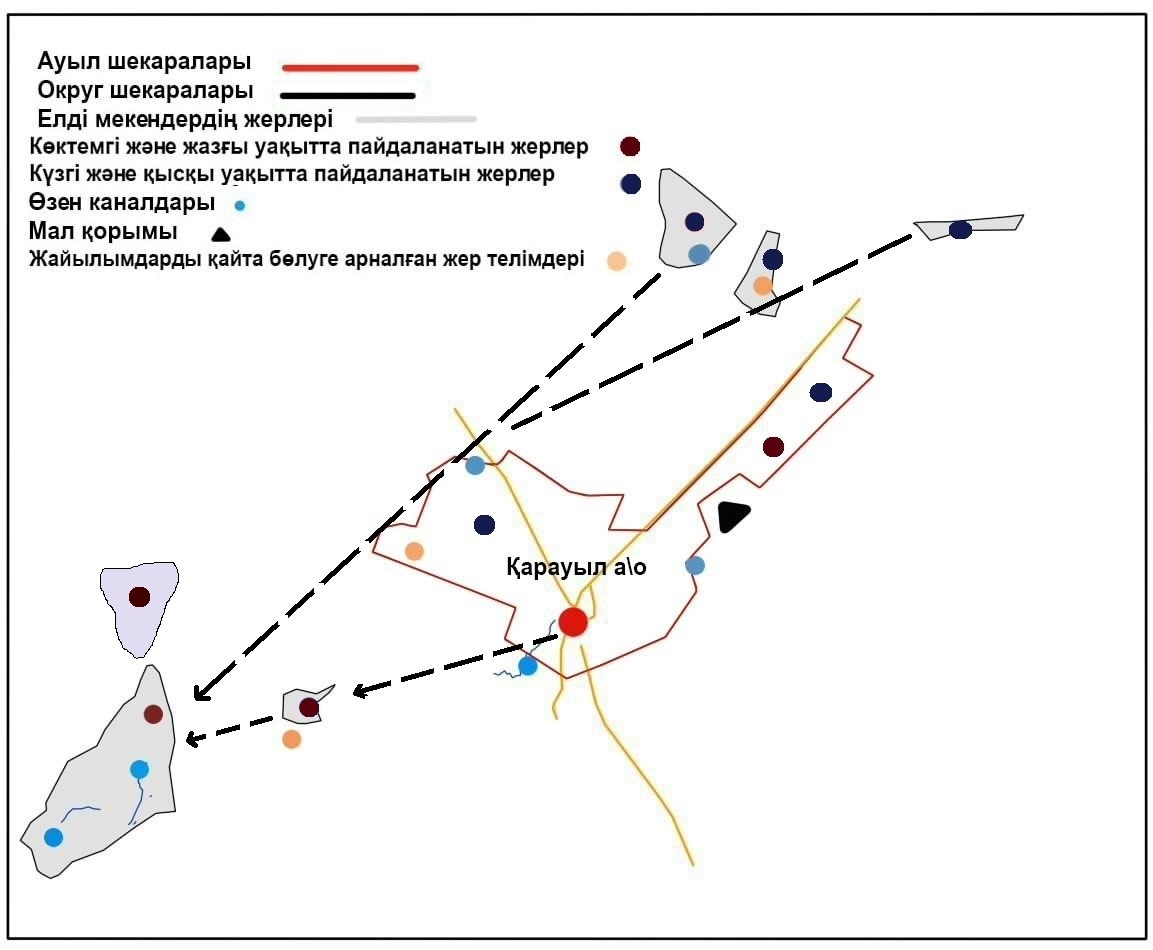 Ауыл шекаралары
Округ шекаралары
Елді мекендердің жерлері
Көктемгі және жазғы уақытта пайдаланатын жерлер
Күзгі және қысқы уақытта пайдаланатын жерлер
Өзен каналдары
Мал қорымы
Жайылымдарды қайта бөлуге арналған жер телімдері
Қарауыл а\о